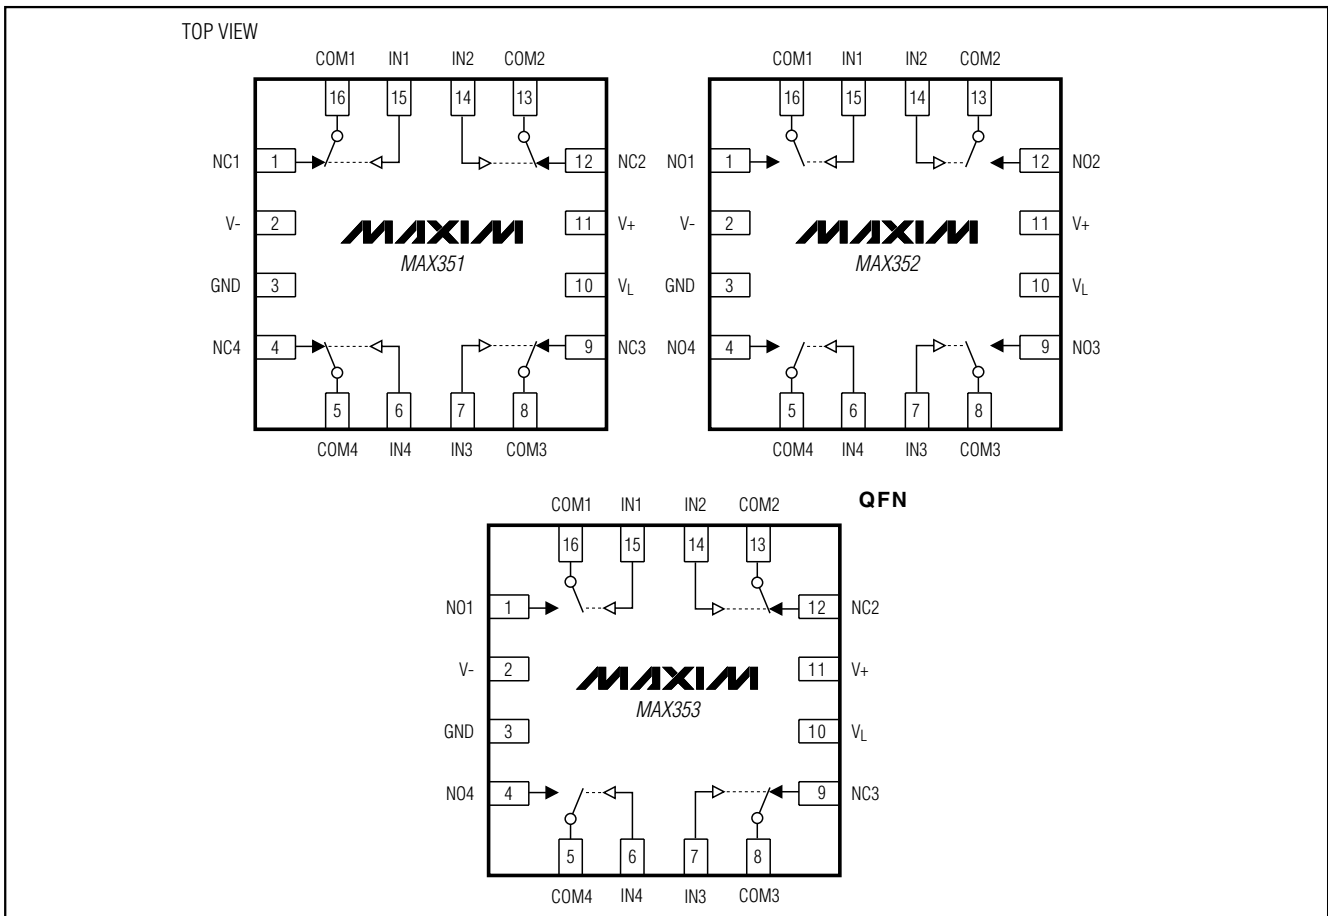 TOP VIEW
COM1 IN1 IN2 COM2
16 15 14 13
NC1 1 12 NC2
V- 2 11 V+
MAXIM
MAX351
GND 3 10 VL
NC4 4 9 NC3
5 6 7 8
COM4 IN4 IN3 COM3
COM1 IN1 IN2 COM2
16 15 14 13
NO1 1 12 NO2
V- 2 11 V+
MAXIM
MAX352
GND 3 10 VL
NO4 4 9 NO3
5 6 7 8
COM4 IN4 IN3 COM3
QFN
COM1 IN1 IN2 COM2
16 15 14 13
NO1 1 12 NC2
V- 2 11 V+
MAXIM
MAX353
GND 3 10 VL
NO4 4 9 NC3
5 6 7 8
COM4 IN4 IN3 COM3